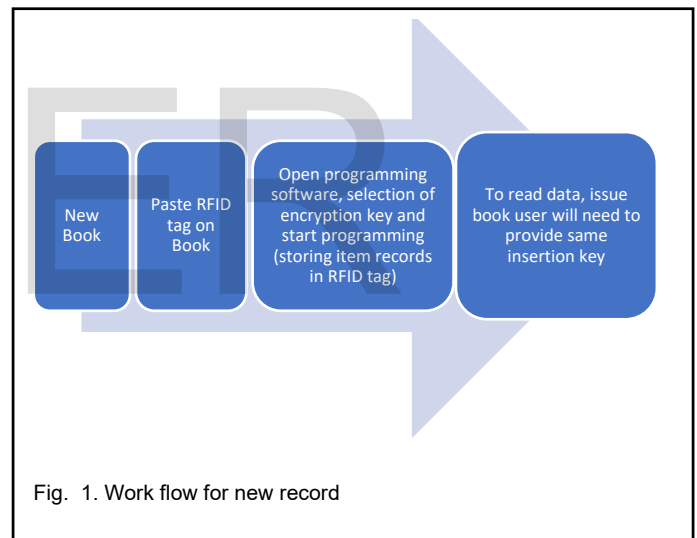 ER
New
Book
Paste RFID
tag on
Book
Open programming
software, selection of
encryption key and
start programming
(storing item records
in RFID tag)
To read data, issue
book user will need to
provide same
insertion key
Fig. 1. Work flow for new record